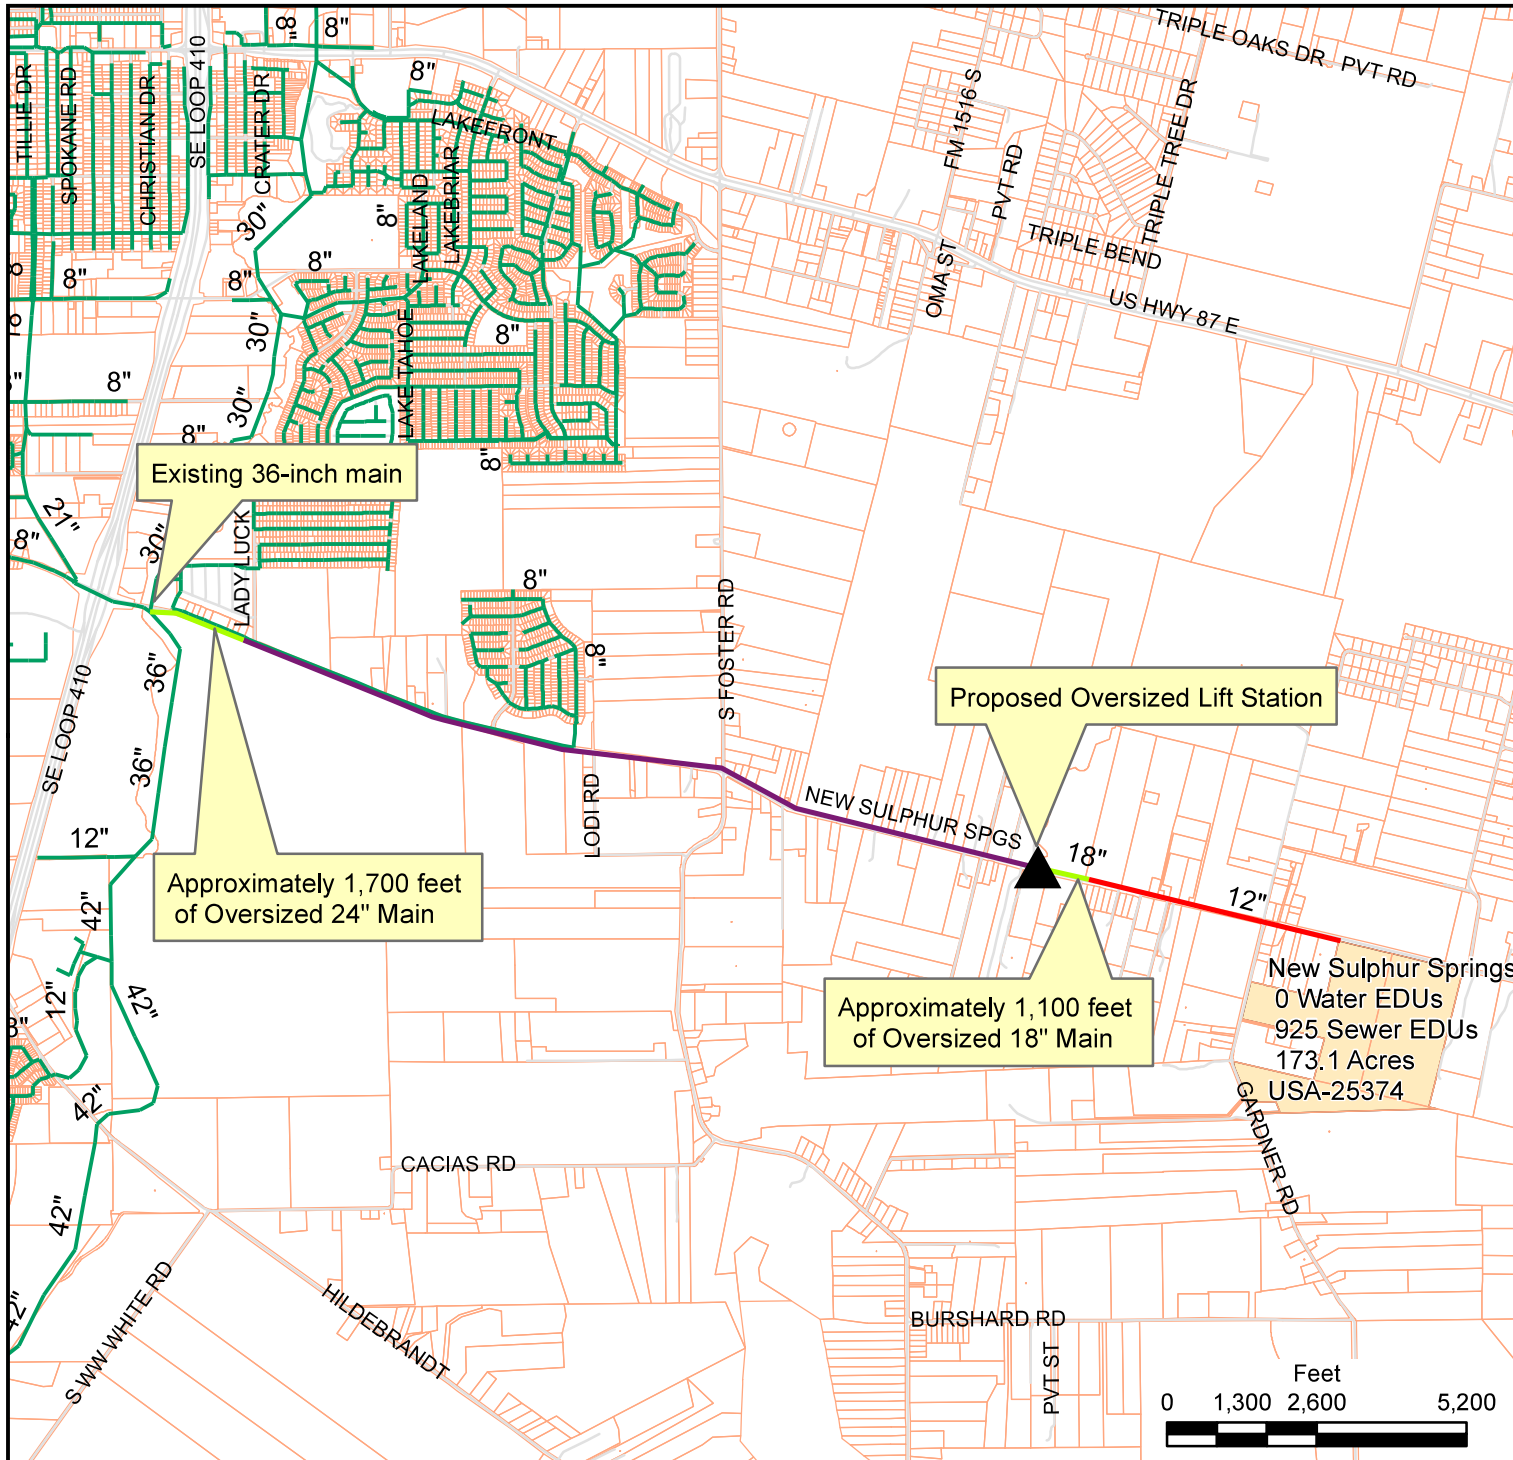 8"
8"
TRIPLE OAKS DR
PVT RD
TILLIE DR
SPOKANE RD
CHRISTIAN DR
SE LOOP 410
CRATER DR
8"
LAKEFRONT
FM 1516 S
PVT RD
TRIPLE TREE DR
30"
8"
LAKELAND
LAKEBRIAR
TRIPLE BEND
8
8"
8"
8"
OMA ST
US HWY 87 E
8
30"
8"
LAKE TAHOE
8"
30"
8"
8"
Existing 36-inch main
21"
8"
30"
LADY LUCK
8"
8"
S FOSTER RD
36"
SE LOOP 410
36"
Proposed Oversized Lift Station
LODI RD
NEW SULPHUR SPGS
12"
18"
12"
Approximately 1,700 feet
of Oversized 24" Main
42"
42"
12"
Approximately 1,100 feet
of Oversized 18" Main
New Sulphur Springs
0 Water EDUs
925 Sewer EDUs
173.1 Acres
USA-25374
8"
42"
GARDNER RD
CACIAS RD
42"
42"
S WW WHITE RD
HILDEBRANDT
BURSHARD RD
PVT ST
Feet
0 1,300 2,600 5,200